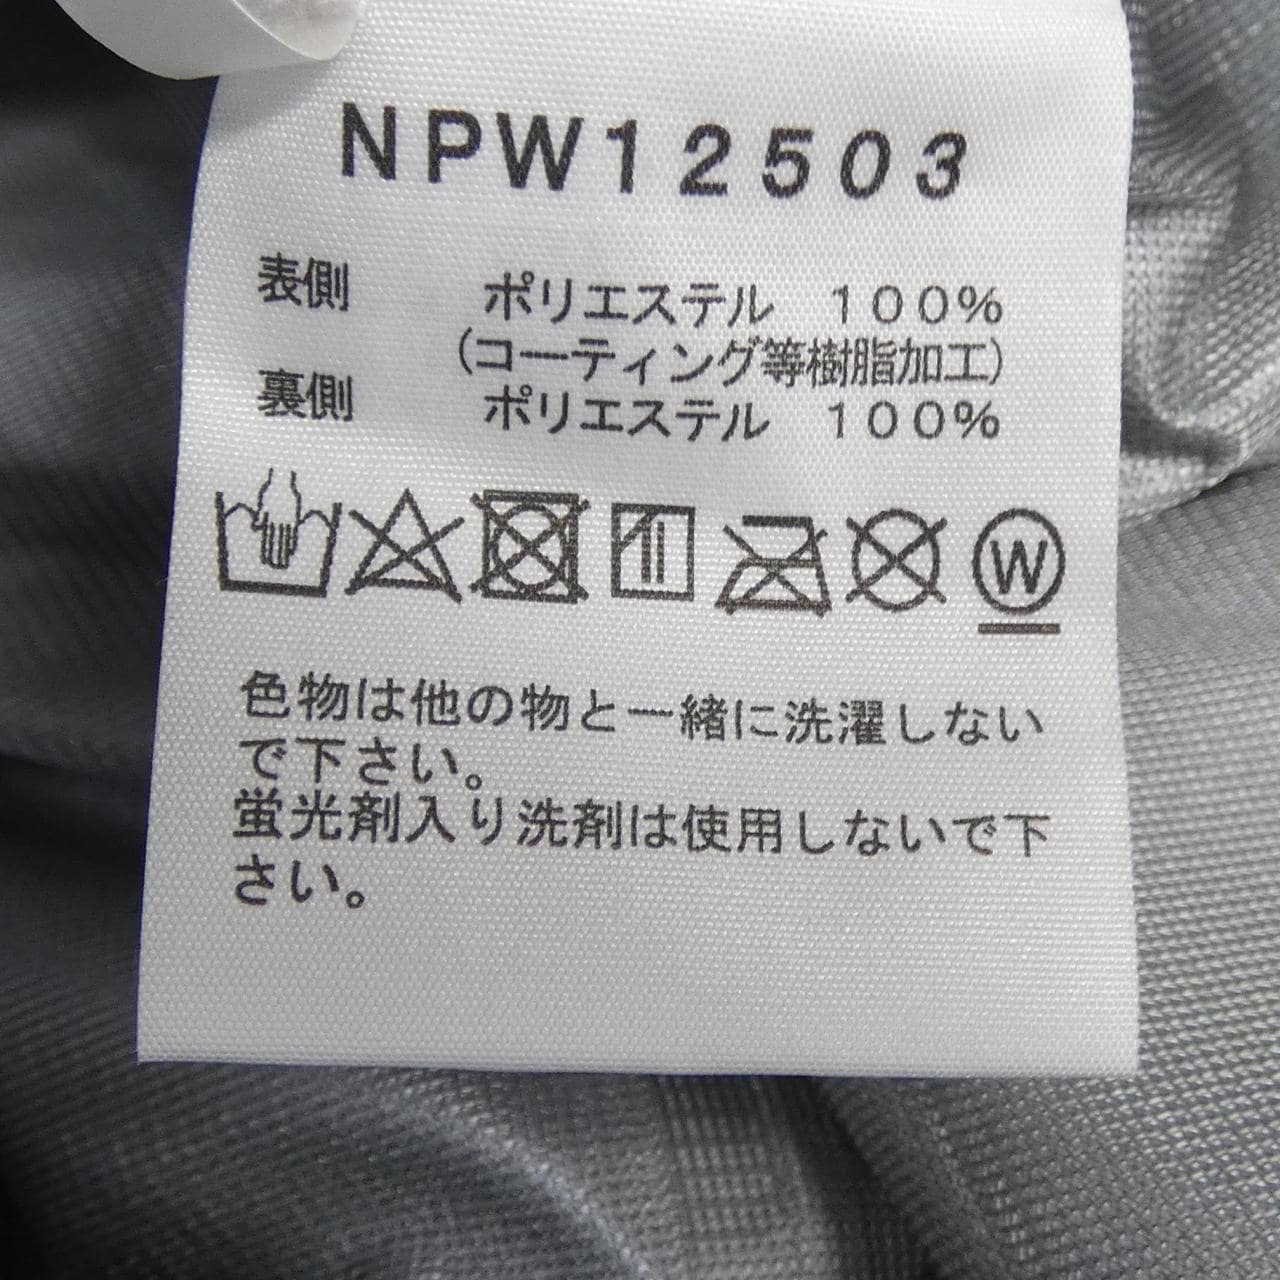 NPW12503
表側 ポリエステル 100%
(コーティング等樹脂加工)
裏側 ポリエステル 100%
W
色物は他の物と一緒に洗濯しない
で下さい。
蛍光剤入り洗剤は使用しないで下
さい。